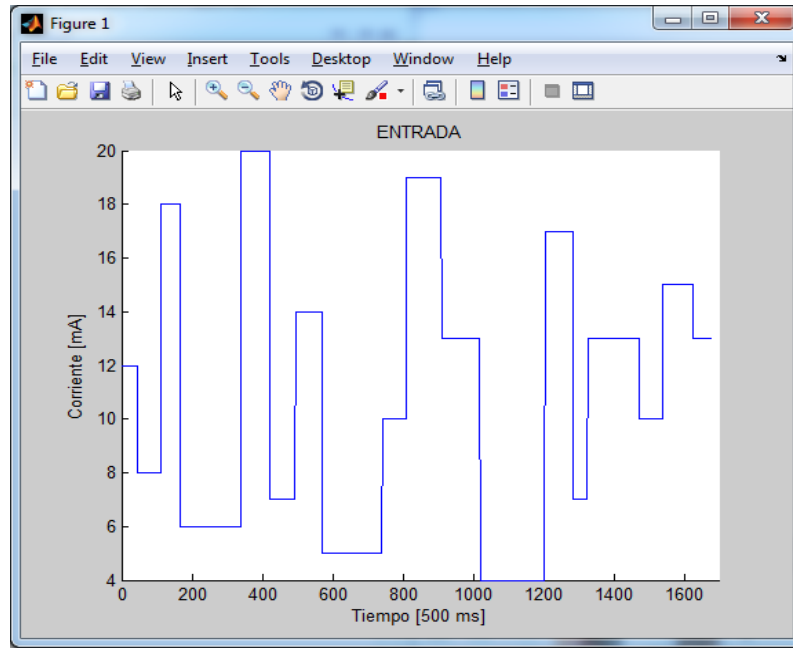 Figure 1
File Edit View Insert Tools Desktop Window Help
ENTRADA
20
18
16
14
12
10
8
6
4
Corriente [mA]
0 200 400 600 800 1000 1200 1400 1600
Tiempo [500 ms]